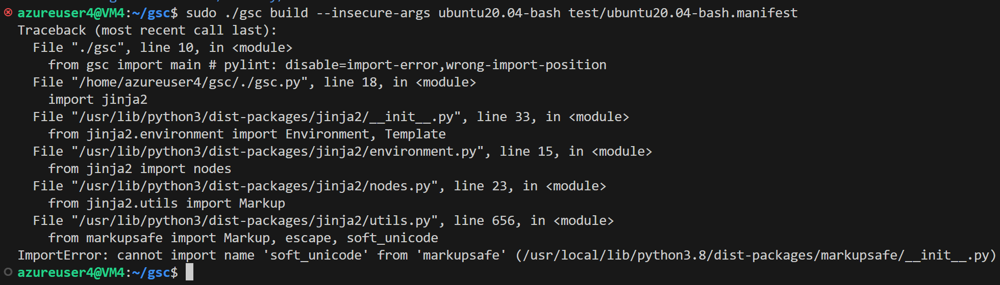 azureuser4@VM4:~/gsc$ sudo ./gsc build --insecure-args ubuntu20.04-bash test/ubuntu20.04-bash.manifest
Traceback (most recent call last):
  File "./gsc", line 10, in <module>
    from gsc import main # pylint: disable=import-error,wrong-import-position
  File "/home/azureuser4/gsc/./gsc.py", line 18, in <module>
    import jinja2
  File "/usr/lib/python3/dist-packages/jinja2/__init__.py", line 33, in <module>
    from jinja2.environment import Environment, Template
  File "/usr/lib/python3/dist-packages/jinja2/environment.py", line 15, in <module>
    from jinja2 import nodes
  File "/usr/lib/python3/dist-packages/jinja2/nodes.py", line 23, in <module>
    from jinja2.utils import Markup
  File "/usr/lib/python3/dist-packages/jinja2/utils.py", line 656, in <module>
    from markupsafe import Markup, escape, soft_unicode
ImportError: cannot import name 'soft_unicode' from 'markupsafe' (/usr/local/lib/python3.8/dist-packages/markupsafe/__init__.py)
azureuser4@VM4:~/gsc$